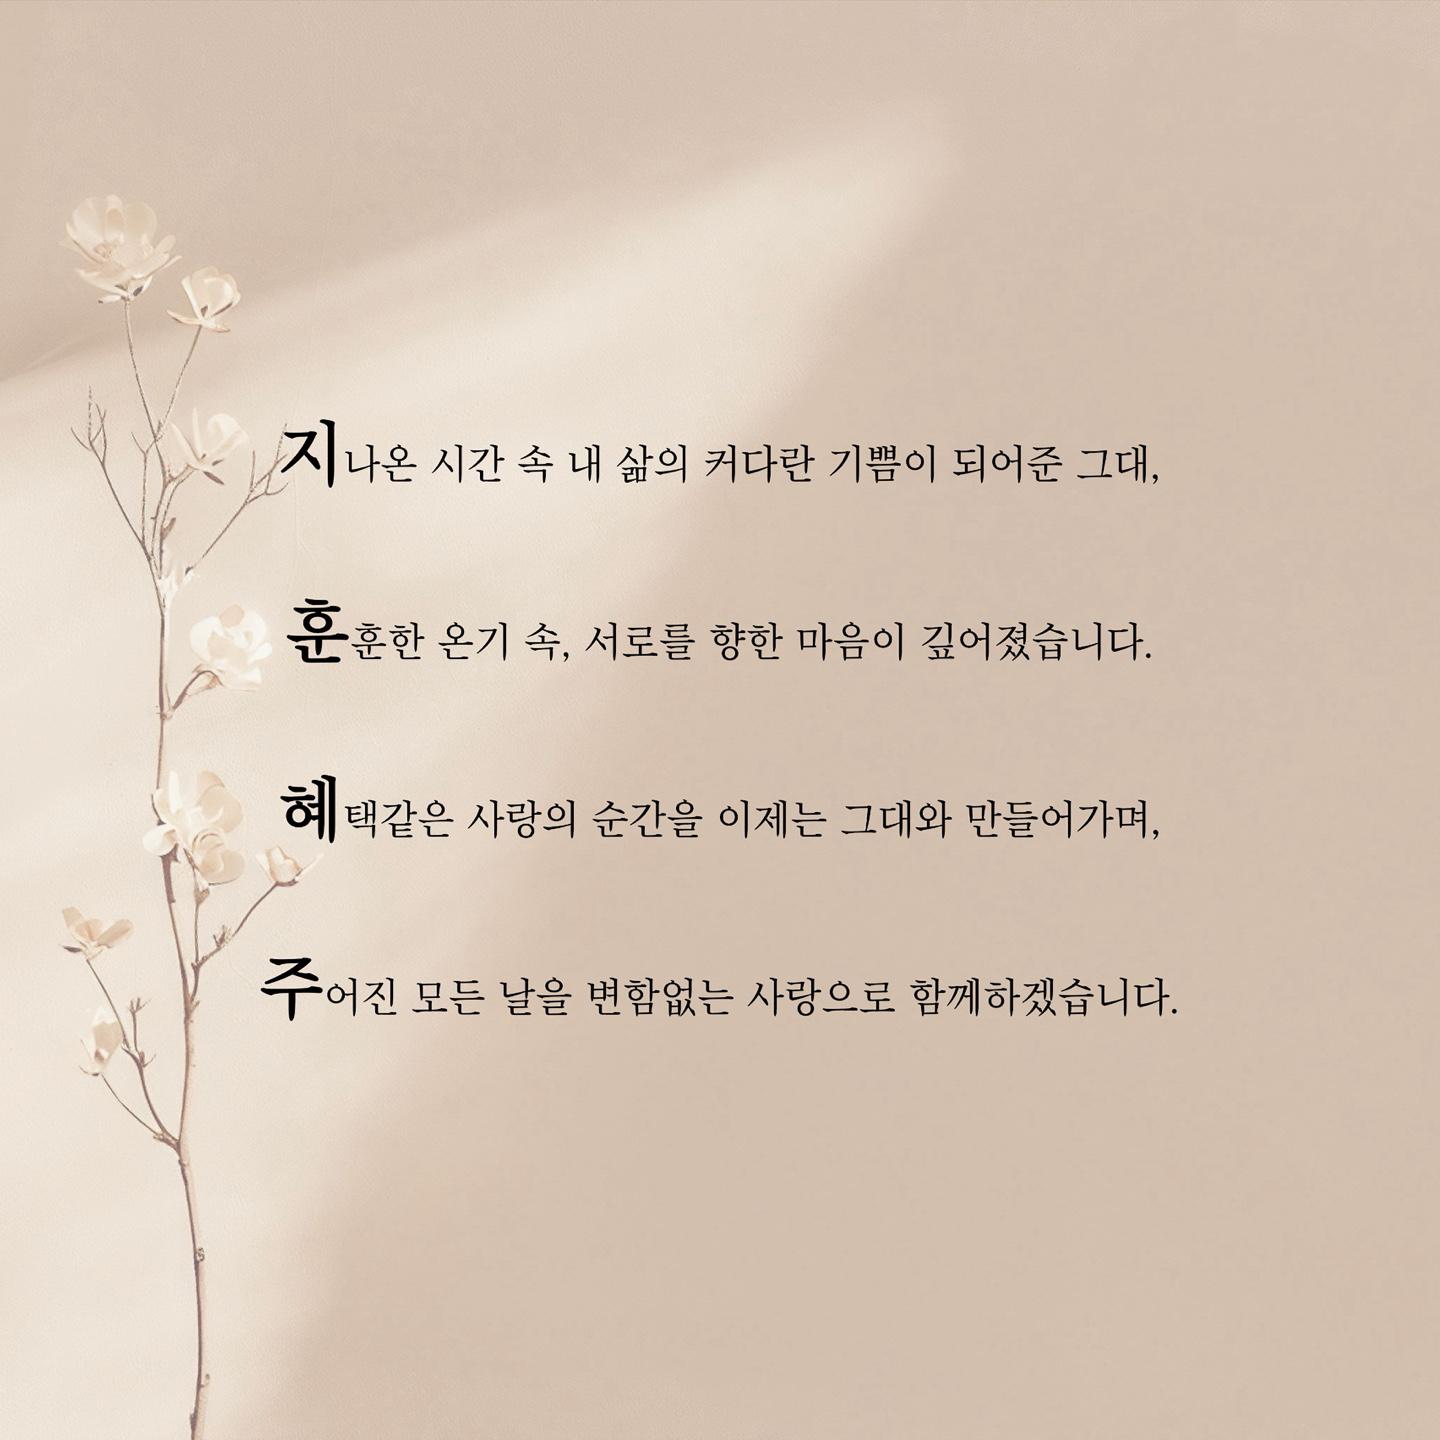 지나온 시간 속 내 삶의 커다란 기쁨이 되어준 그대,
훈훈한 온기 속, 서로를 향한 마음이 깊어졌습니다.
혜택같은 사랑의 순간을 이제는 그대와 만들어가며,
주어진 모든 날을 변함없는 사랑으로 함께하겠습니다.